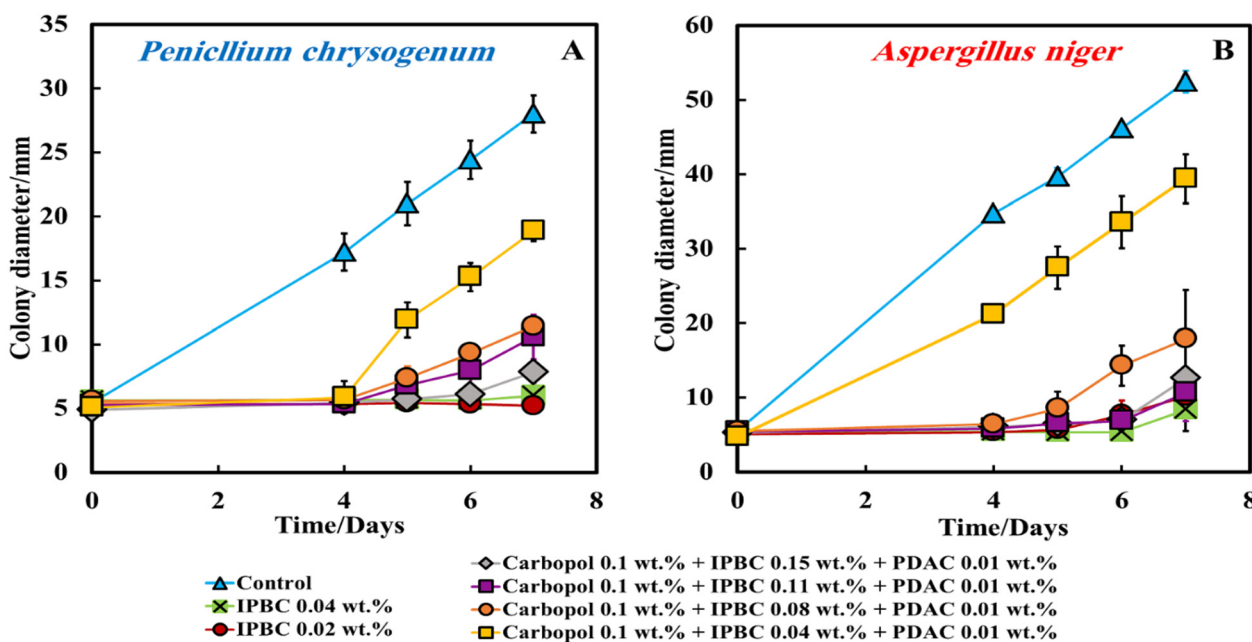 Penicllium chrysogenum
A
35
30
25
20
15
10
5
0
Colony diameter/mm
0 2 4 6 8
Time/Days
Aspergillus niger
B
60
50
40
30
20
10
0
Colony diameter/mm
0 2 4 6 8
Time/Days
Control
IPBC 0.04 wt.%
IPBC 0.02 wt.%
Carbopol 0.1 wt.% + IPBC 0.15 wt.% + PDAC 0.01 wt.%
Carbopol 0.1 wt.% + IPBC 0.11 wt.% + PDAC 0.01 wt.%
Carbopol 0.1 wt.% + IPBC 0.08 wt.% + PDAC 0.01 wt.%
Carbopol 0.1 wt.% + IPBC 0.04 wt.% + PDAC 0.01 wt.%